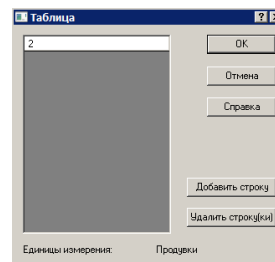 Таблица
2
OK
Отмена
Справка
Добавить строку
Удалить строку(ки)
Единицы измерения: Продувки